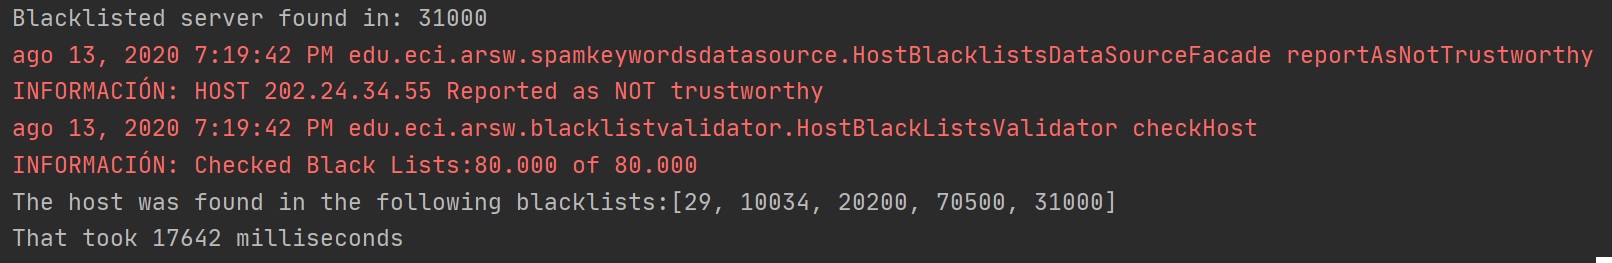 Blacklisted server found in: 31000
ago 13, 2020 7:19:42 PM edu.eci.arsw.spamkeywordsdatasource.HostBlacklistsDataSourceFacade reportAsNotTrustworthy
INFORMACIÓN: HOST 202.24.34.55 Reported as NOT trustworthy
ago 13, 2020 7:19:42 PM edu.eci.arsw.blacklistvalidator.HostBlackListsValidator checkHost
INFORMACIÓN: Checked Black Lists:80.000 of 80.000
The host was found in the following blacklists:[29, 10034, 20200, 70500, 31000]
That took 17642 milliseconds